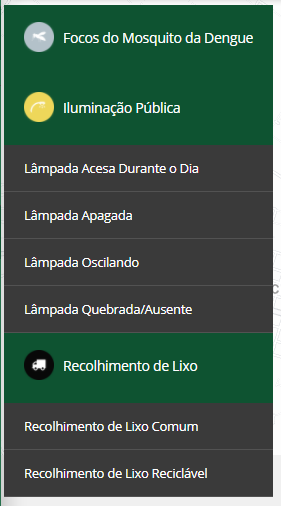 Focos do Mosquito da Dengue
Iluminação Pública
Lâmpada Acesa Durante o Dia
Lâmpada Apagada
Lâmpada Oscilando
Lâmpada Quebrada/Ausente
Recolhimento de Lixo
Recolhimento de Lixo Comum
Recolhimento de Lixo Reciclável